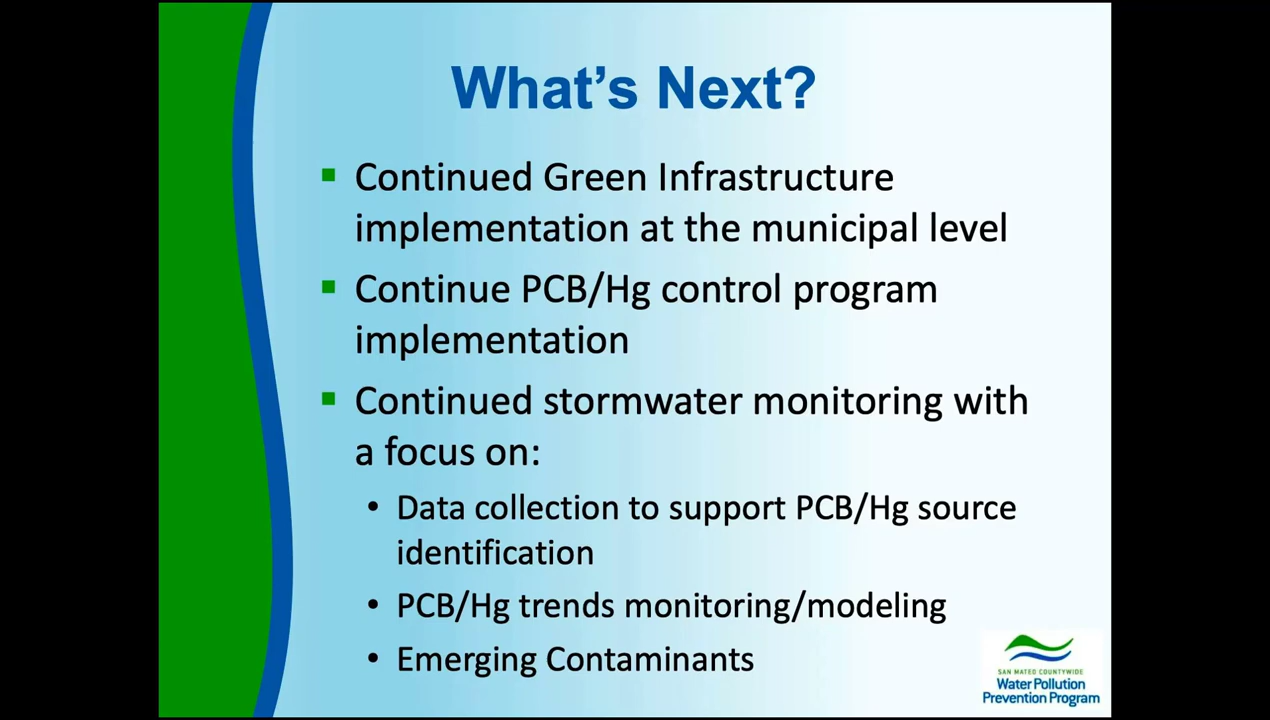 What's Next?
Continued Green Infrastructure
implementation at the municipal level
Continue PCB/Hg control program
implementation
Continued stormwater monitoring with
a focus on:
Data collection to support PCB/Hg source
identification
PCB/Hg trends monitoring/modeling
Emerging Contaminants
SAN MATEO COUNTYWIDE
Water Pollution
Prevention Program